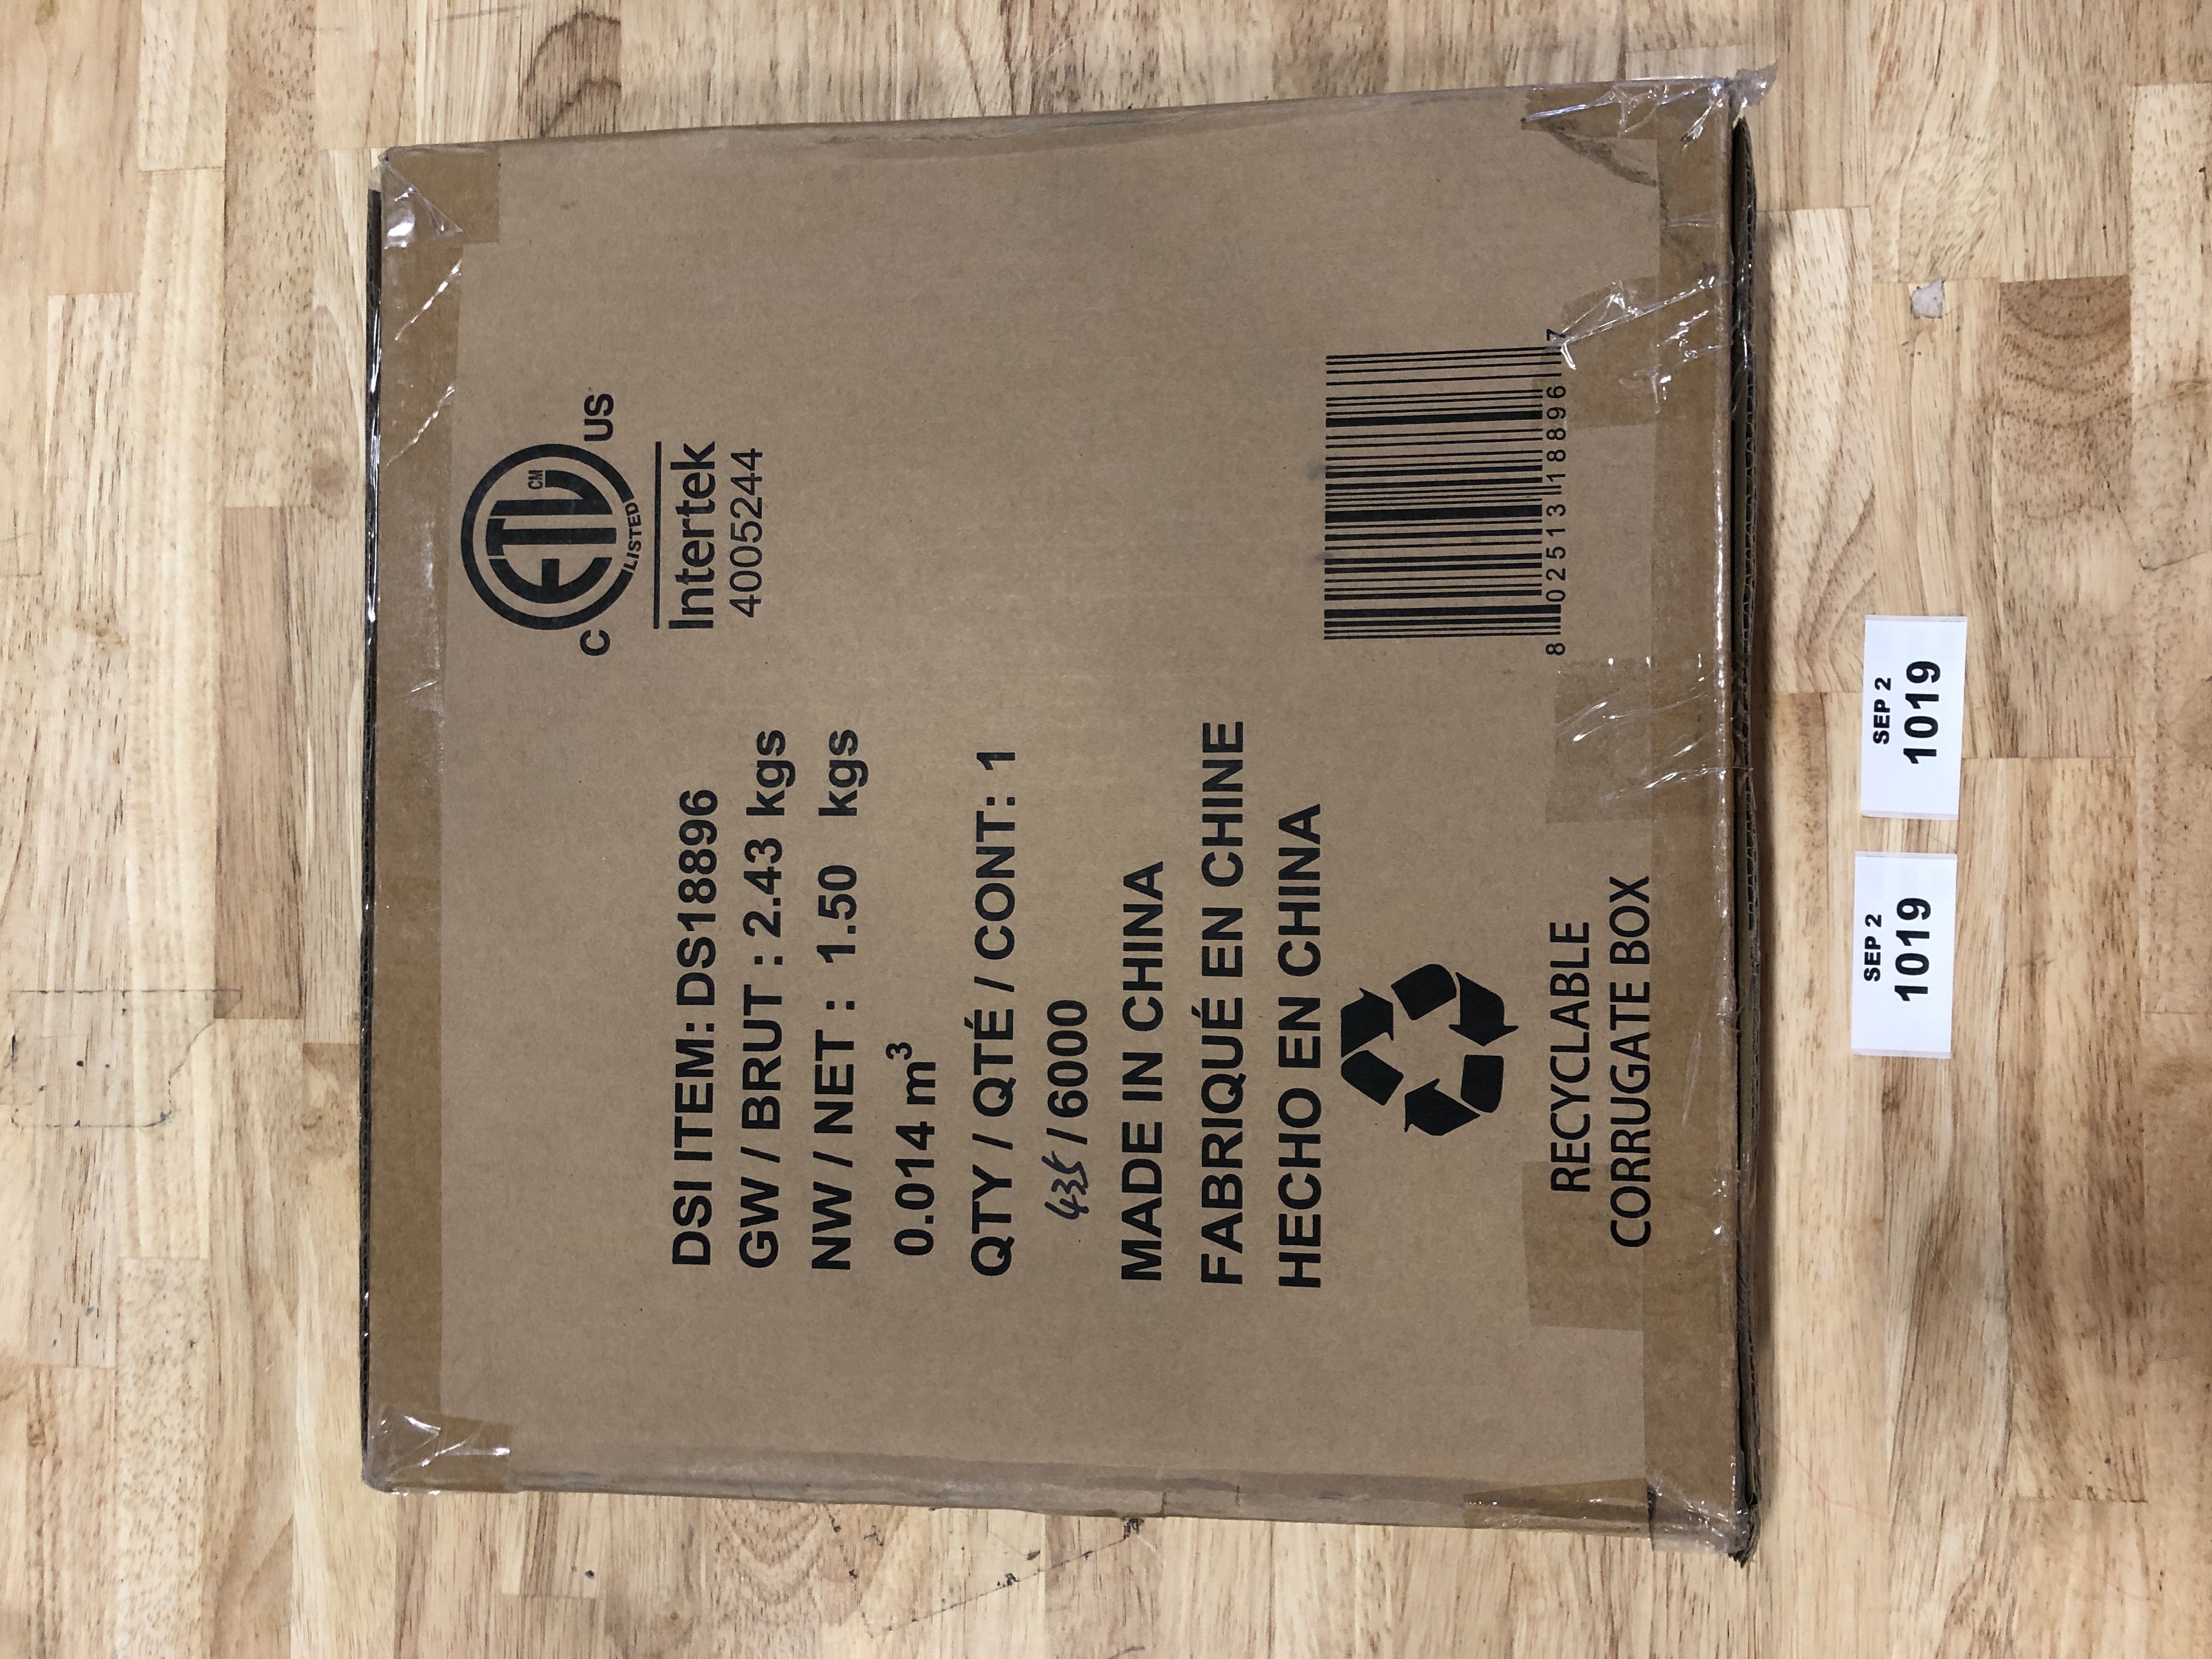 DSI ITEM: DS18896
GW / BRUT : 2.43 kgs
NW / NET : 1.50 kgs
0.014 m³
QTY / QTÉ / CONT: 1
435 / 6000
MADE IN CHINA
FABRIQUÉ EN CHINE
HECHO EN CHINA
RECYCLABLE
CORRUGATE BOX
C ETL CM US
LISTED
Intertek
4005244
8 02513 18896 7
SEP 2
1019
SEP 2
1019